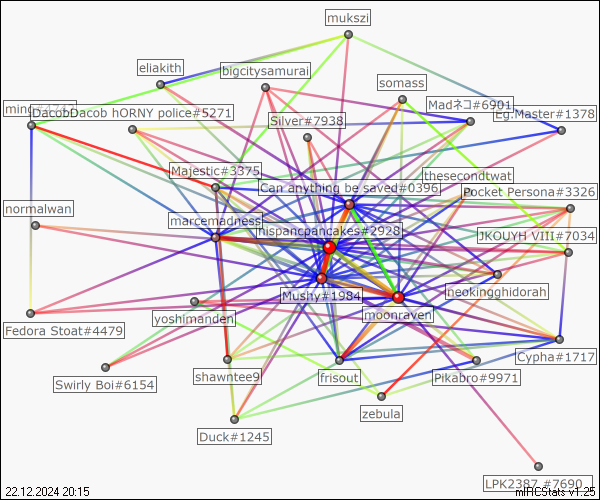 mukszi
eliakith
bigcitysamurai
somass
DacobDacob hORNY police#5271
Madネコ#6901
Eg.Master#1378
Silver#7938
Majestic#3375
thesecondtwat
Can anything be saved#0396
Pocket Persona#3326
normalwan
marcemadness
hispanicpancakes#2928
JKOUYH VIII#7034
Mushy#1984
neokingghidorah
yoshimanden
moonraven
Fedora Stoat#4479
Cypha#1717
Swirly Boi#6154
shawntee9
frisout
Pikabro#9971
zebula
Duck#1245
LPK2387 #7690
22.12.2024 20:15
mIRCStats v1.25